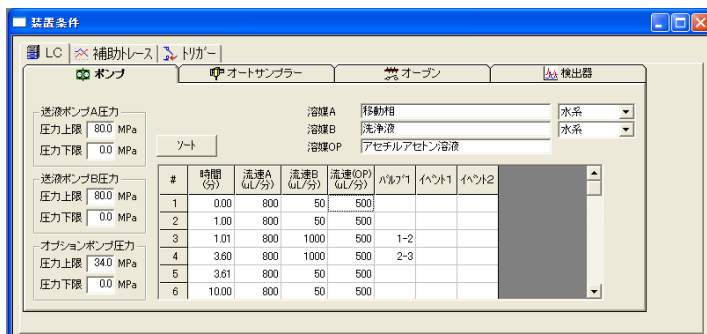 装置条件
LC 補助トレース トリガー
ポンプ オートサンプラー オーブン 検出器
送液ポンプA圧力
圧力上限 80.0 MPa
圧力下限 0.0 MPa
送液ポンプB圧力
圧力上限 80.0 MPa
圧力下限 0.0 MPa
オプションポンプ圧力
圧力上限 34.0 MPa
圧力下限 0.0 MPa
ソート
溶媒A 移動相 水系
溶媒B 洗浄液 水系
溶媒OP アセチルアセトン溶液
# 時間(分) 流速A(uL/分) 流速B(uL/分) 流速(OP)(uL/分) バルブ1 イベント1 イベント2
1 0.00 800 50 500
2 1.00 800 50 500
3 1.01 800 1000 500 1-2
4 3.60 800 1000 500 2-3
5 3.61 800 50 500
6 10.00 800 50 500